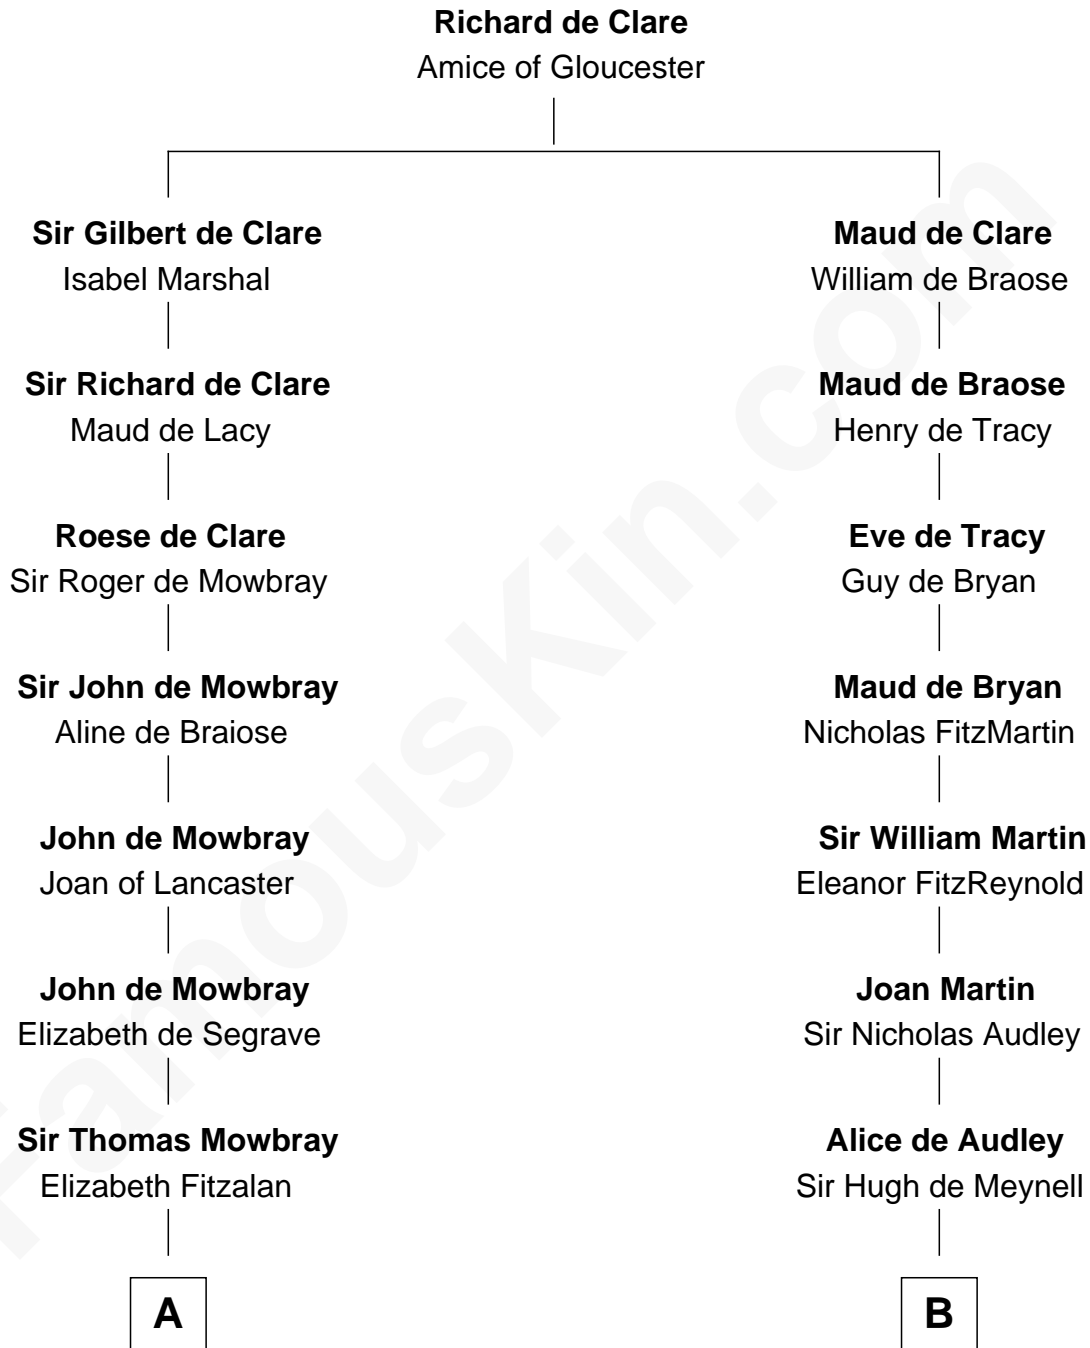 Richard de Clare
Amice of Gloucester
Sir Gilbert de Clare
Isabel Marshal
Maud de Clare
William de Braose
Sir Richard de Clare
Maud de Lacy
Maud de Braose
Henry de Tracy
Roese de Clare
Sir Roger de Mowbray
Eve de Tracy
Guy de Bryan
Sir John de Mowbray
Aline de Braiose
Maud de Bryan
Nicholas FitzMartin
John de Mowbray
Joan of Lancaster
Sir William Martin
Eleanor FitzReynold
John de Mowbray
Elizabeth de Segrave
Joan Martin
Sir Nicholas Audley
Sir Thomas Mowbray
Elizabeth Fitzalan
Alice de Audley
Sir Hugh de Meynell
A
B
FamousKin.com